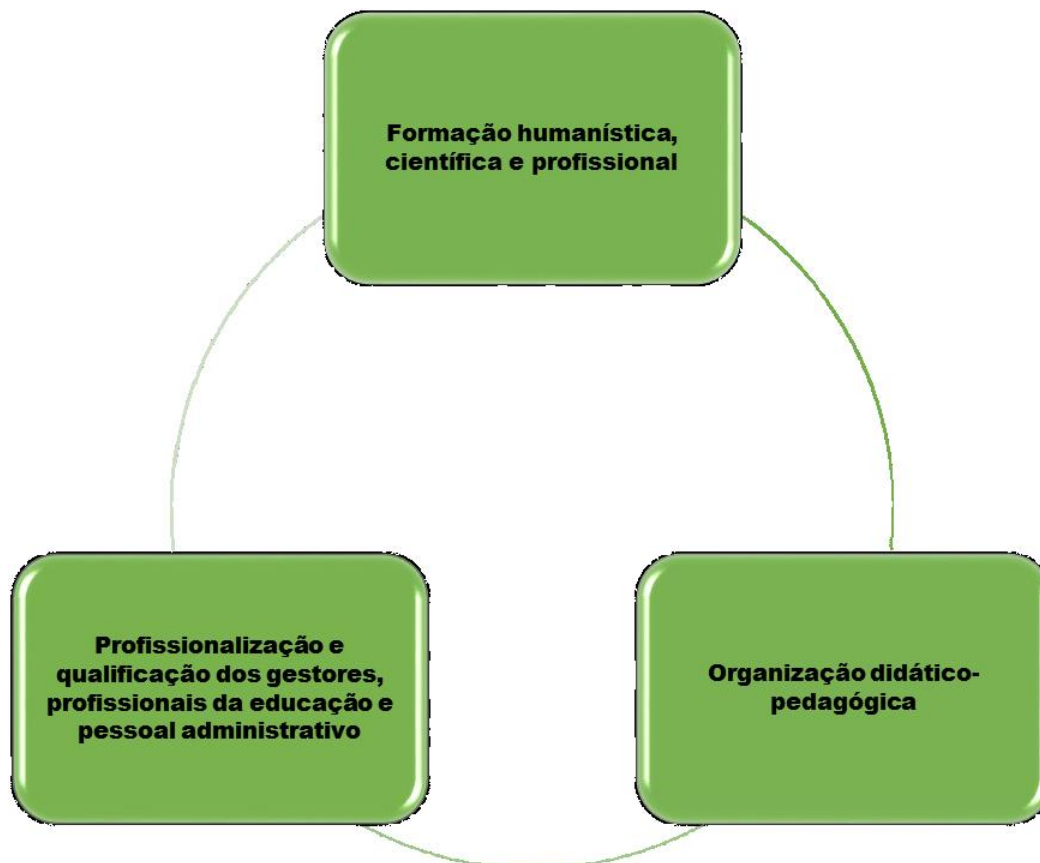 Formação humanística,
científica e profissional
Profissionalização e
qualificação dos gestores,
profissionais da educação e
pessoal administrativo
Organização didático-
pedagógica